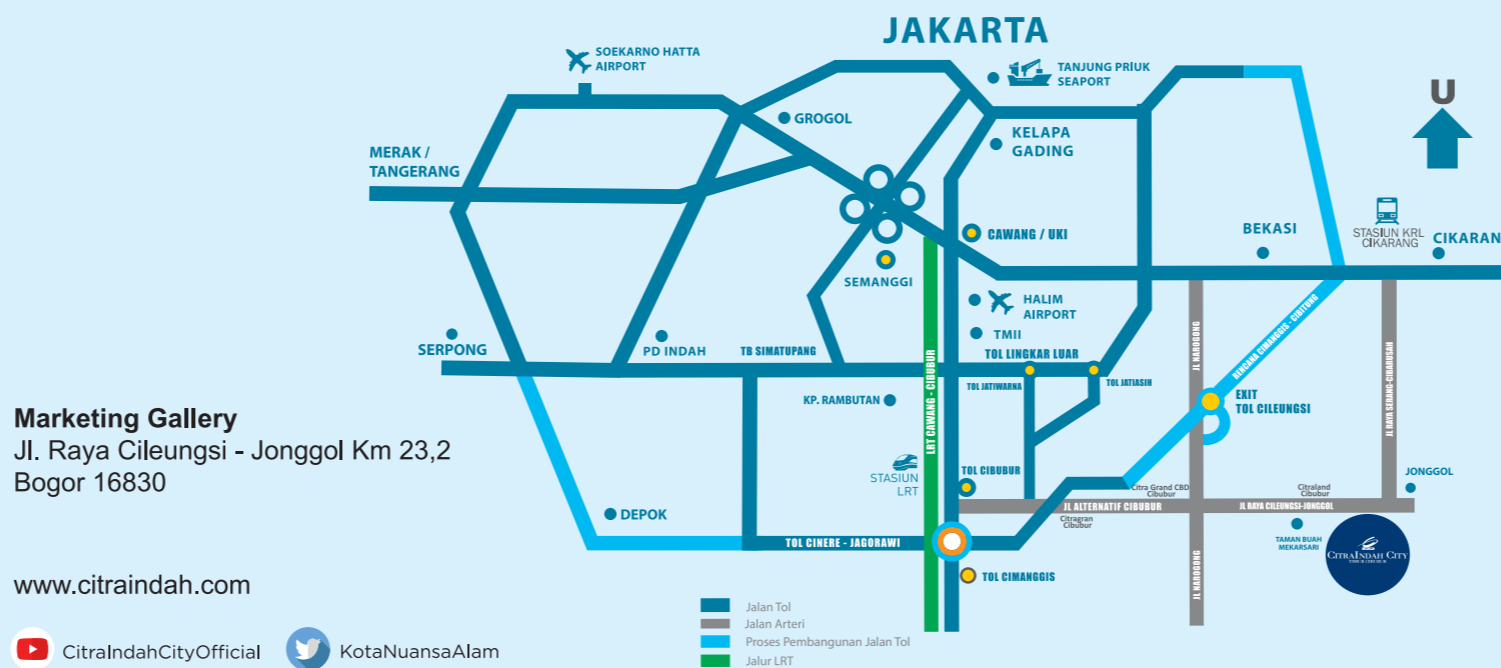 JAKARTA
SOEKARNO HATTA
AIRPORT
TANJUNG PRIUK
SEAPORT
U
GROGOL
KELAPA
GADING
MERAK /
TANGERANG
CAWANG / UKI
BEKASI
STASIUN KRL
CIKARANG
CIKARAN
SEMANGGI
HALIM
AIRPORT
TMII
SERPONG
PD INDAH
TB SIMATUPANG
TOL LINGKAR LUAR
TOL JATIWARNA
TOL JATIASIH
KP. RAMBUTAN
LRT CAWANG - CIBUBUR
JL NAROGONG
RENCANA CIMANGGIS - CIBITUNG
JL RAYA SERANG-CIBARUSAH
EXIT
TOL CILEUNGSI
Marketing Gallery
Jl. Raya Cileungsi - Jonggol Km 23,2
Bogor 16830
STASIUN
LRT
TOL CIBUBUR
JONGGOL
Citra Grand CBD
Cibubur
Citraland
Cibubur
JL ALTERNATIF CIBUBUR
JL RAYA CILEUNGSI-JONGGOL
Citragran
Cibubur
DEPOK
TAMAN BUAH
MEKARSARI
CITRAINDAH CITY
TIMUR CIBUBUR
TOL CINERE - JAGORAWI
TOL CIMANGGIS
JL NAROGONG
www.citraindah.com
Jalan Tol
Jalan Arteri
Proses Pembangunan Jalan Tol
Jalur LRT
CitraIndahCityOfficial
KotaNuansaAlam